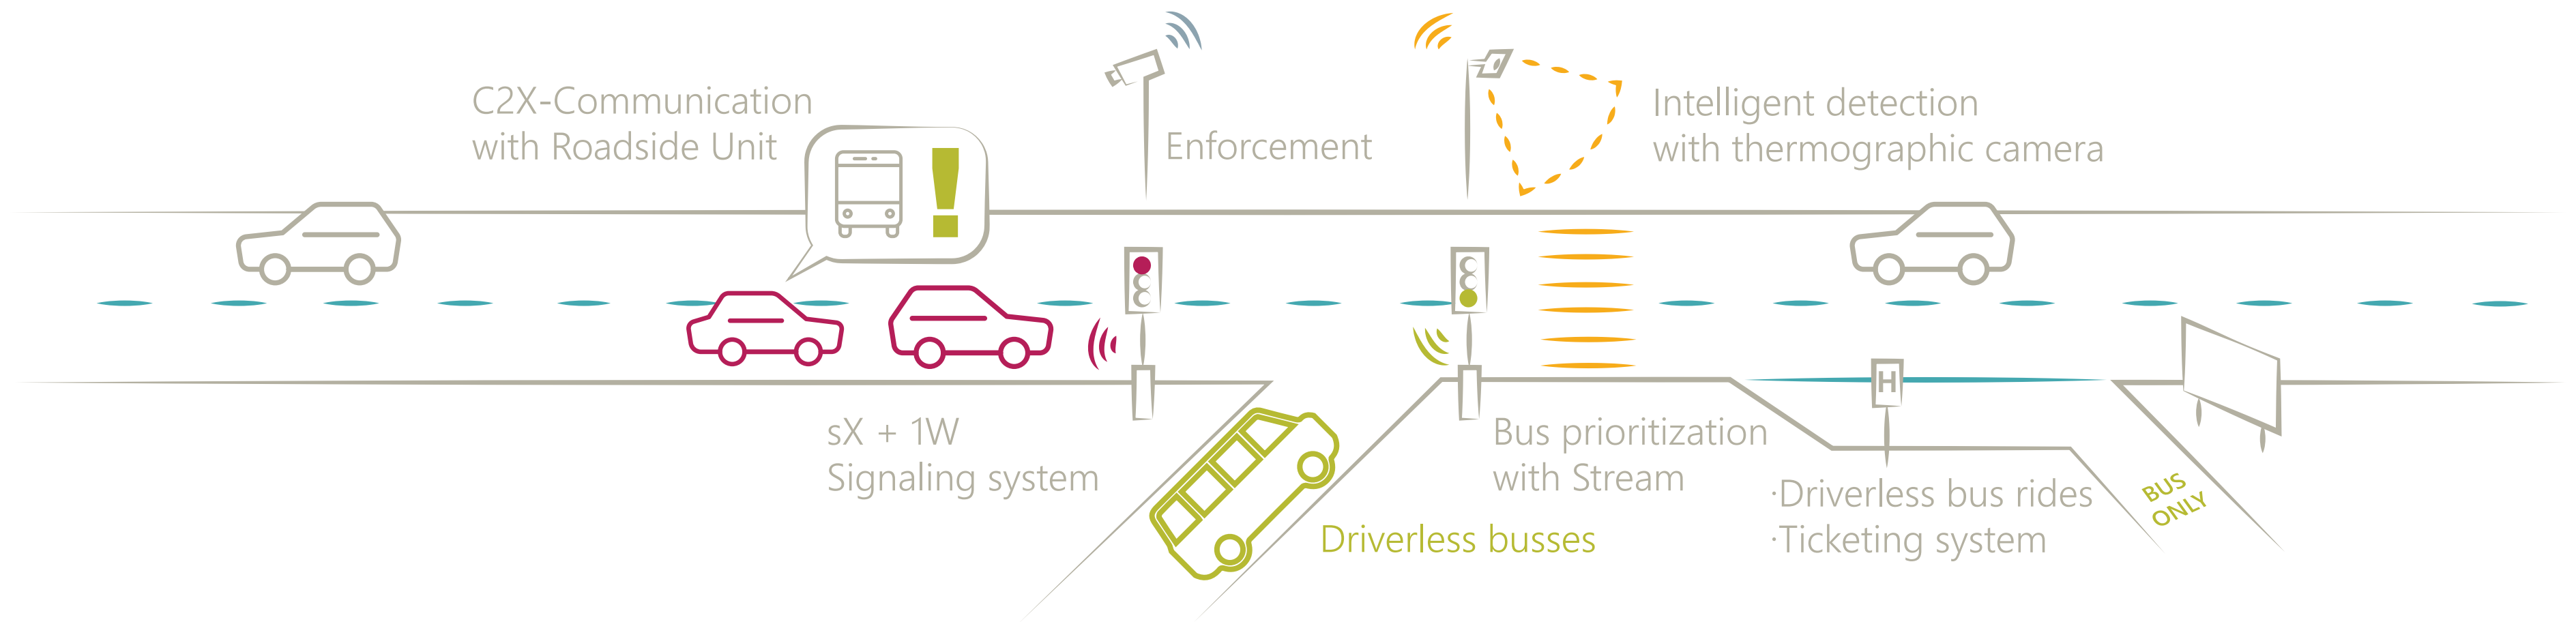 C2X-Communication
with Roadside Unit
!
Enforcement
Intelligent detection
with thermographic camera
sX + 1W
Signaling system
Driverless busses
Bus prioritization
with Stream
H
·Driverless bus rides
·Ticketing system
BUS
ONLY